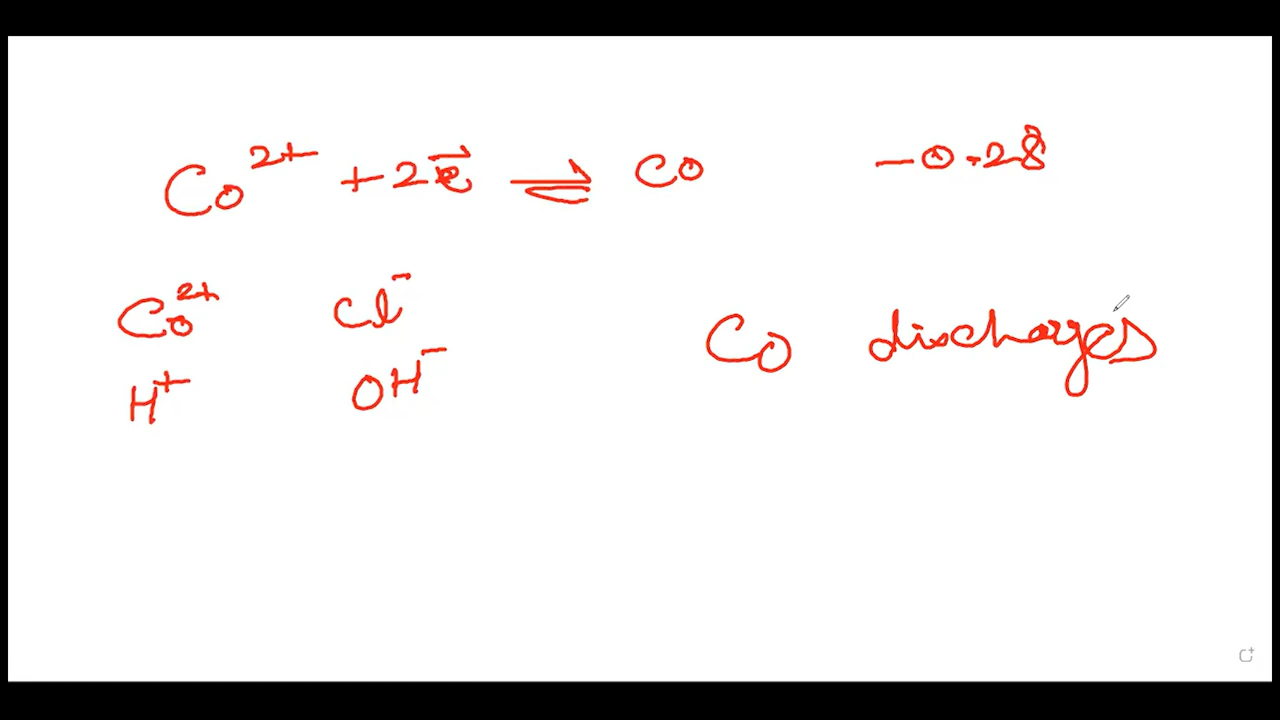 Co²⁺ + 2e⁻ ⇌ Co -0.28
Co²⁺ Cl⁻ Co discharges
H⁺ OH⁻